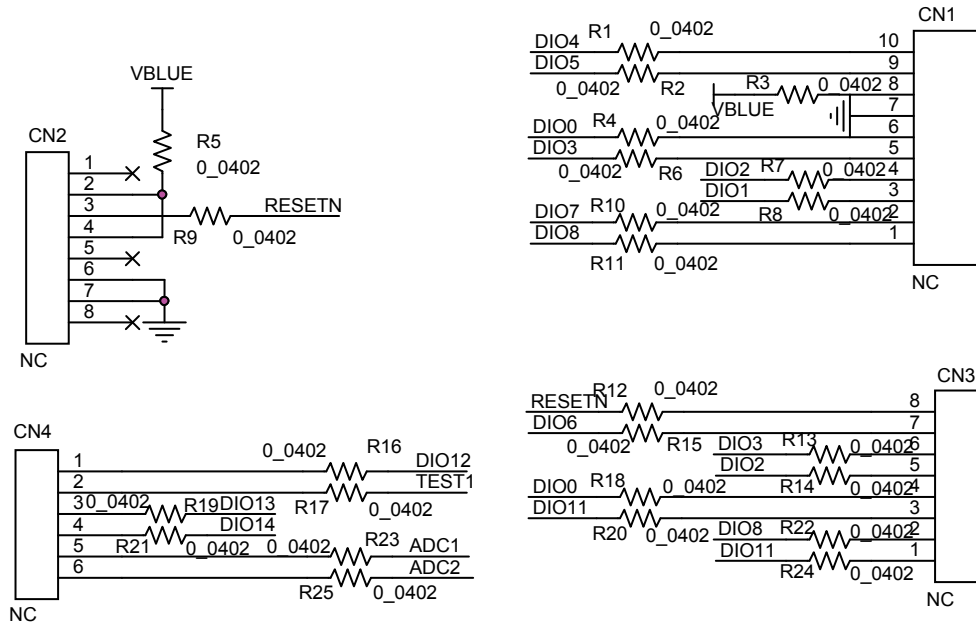 VBLUE
CN2
1
2
3
4
5
6
7
8
R5
0_0402
R9
0_0402
RESETN
NC
CN1
DIO4 R1 0_0402 10
DIO5 0_0402 R2 9
VBLUE R3 0_0402 8
7
DIO0 R4 0_0402 6
DIO3 0_0402 R6 5
DIO2 R7 0_0402 4
DIO1 R8 0_0402 3
DIO7 R10 0_0402 2
DIO8 R11 0_0402 1
NC
CN4
1 0_0402 R16 DIO12
2 R17 0_0402 TEST1
3 0_0402 R19 DIO13
4 R21 0_0402 DIO14
5 0_0402 R23 ADC1
6 R25 0_0402 ADC2
NC
CN3
RESETN R12 0_0402 8
DIO6 0_0402 R15 7
DIO3 R13 0_0402 6
DIO2 R14 0_0402 5
DIO0 R18 0_0402 4
DIO11 R20 0_0402 3
DIO8 R22 0_0402 2
DIO11 R24 0_0402 1
NC